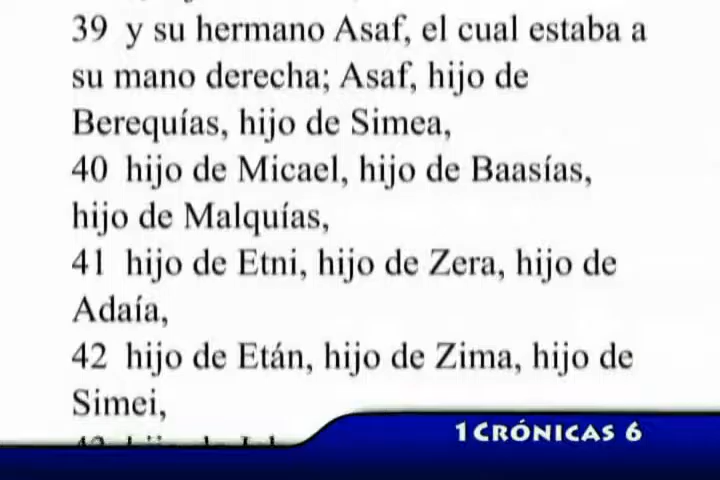 39 y su hermano Asaf, el cual estaba a
su mano derecha; Asaf, hijo de
Berequías, hijo de Simea,
40 hijo de Micael, hijo de Baasías,
hijo de Malquías,
41 hijo de Etni, hijo de Zera, hijo de
Adaía,
42 hijo de Etán, hijo de Zima, hijo de
Simei,
1 CRÓNICAS 6